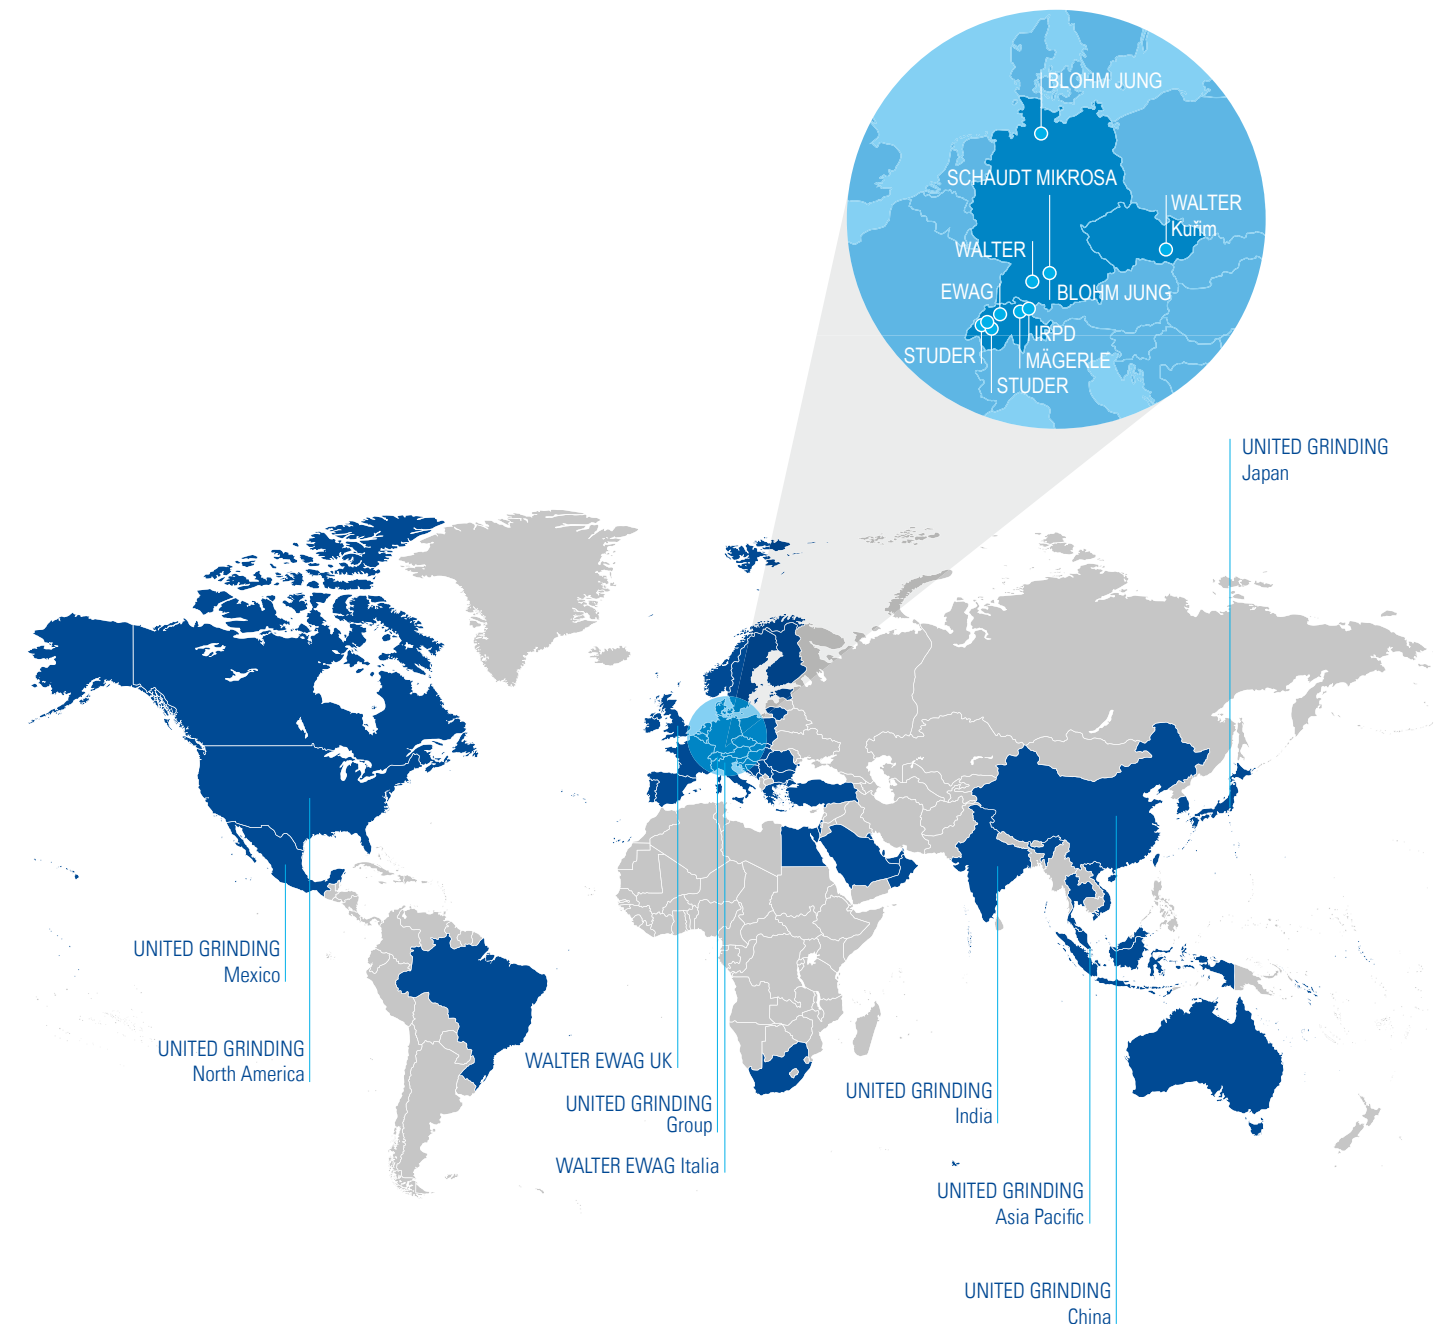 BLOHM JUNG
SCHAUDT MIKROSA
WALTER
Kuřim
WALTER
EWAG
BLOHM JUNG
IRPD
STUDER
MÄGERLE
STUDER
UNITED GRINDING
Japan
UNITED GRINDING
Mexico
UNITED GRINDING
North America
WALTER EWAG UK
UNITED GRINDING
Group
WALTER EWAG Italia
UNITED GRINDING
India
UNITED GRINDING
Asia Pacific
UNITED GRINDING
China